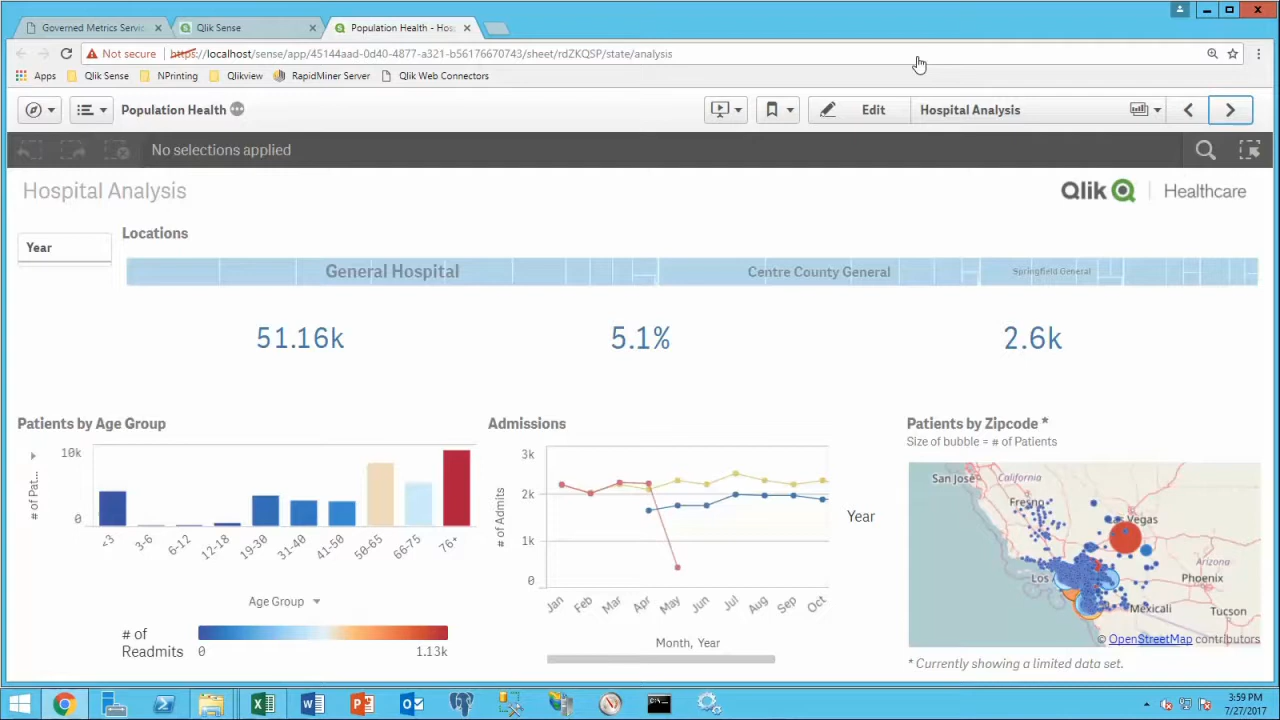 Governed Metrics Servic
Qlik Sense
Population Health - Hos
Not secure
https://localhost/sense/app/45144aad-0d40-4877-a321-b56176670743/sheet/rdZKQSP/state/analysis
Apps
Qlik Sense
NPrinting
Qlikview
RapidMiner Server
Qlik Web Connectors
Population Health
Edit
Hospital Analysis
No selections applied
Hospital Analysis
Qlik
Healthcare
Year
Locations
General Hospital
Centre County General
Springfield General
51.16k
5.1%
2.6k
Patients by Age Group
# of Pat...
10k
0
<3
3-6
6-12
12-18
19-30
31-40
41-50
50-65
66-75
76+
Age Group
# of
Readmits
0
1.13k
Admissions
# of Admits
3k
2k
1k
0
Jan
Feb
Mar
Apr
May
Jun
Jul
Aug
Sep
Oct
Month, Year
Year
Patients by Zipcode *
Size of bubble = # of Patients
San Jose
California
Fresno
Las Vegas
Los
Arizona
Phoenix
Mexicali
Tucson
© OpenStreetMap contributors
* Currently showing a limited data set.
3:59 PM
7/27/2017